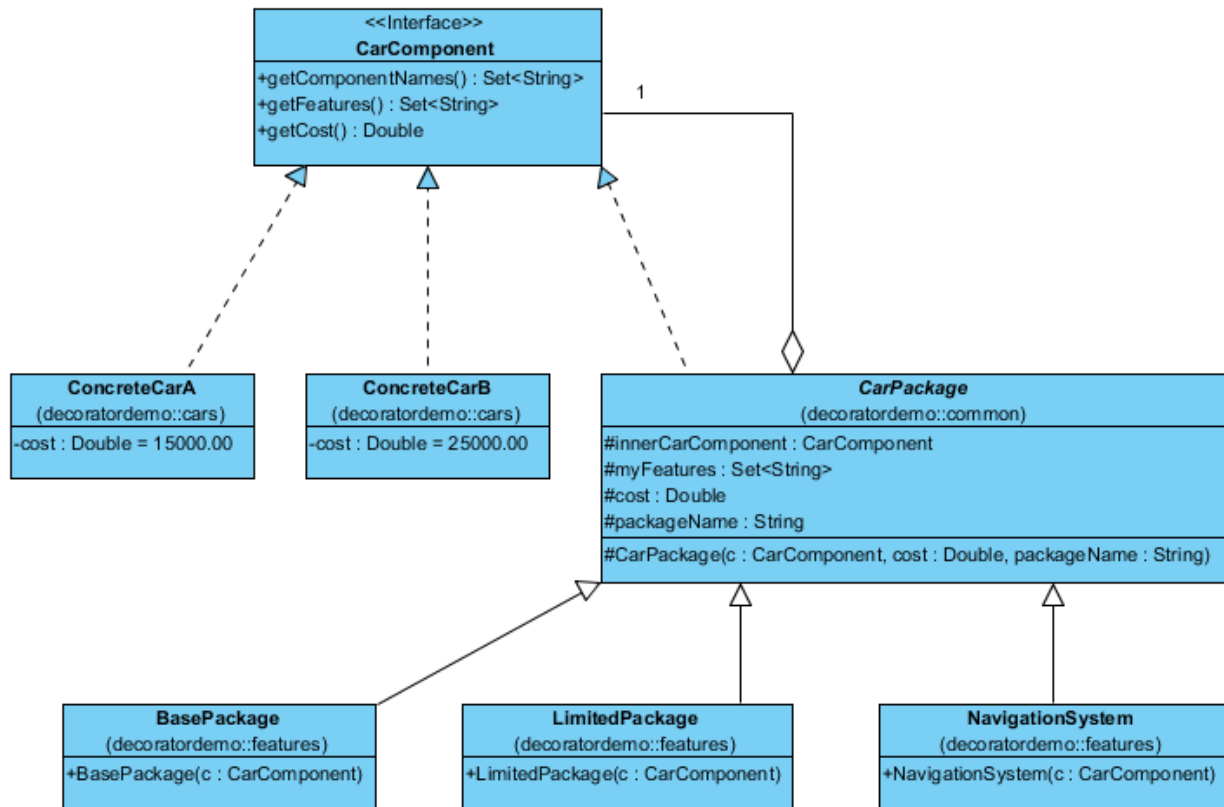 <<Interface>>
CarComponent
+getComponentNames() : Set<String>
+getFeatures() : Set<String>
+getCost() : Double
1
ConcreteCarA
(decoratordemo::cars)
-cost : Double = 15000.00
ConcreteCarB
(decoratordemo::cars)
-cost : Double = 25000.00
CarPackage
(decoratordemo::common)
#innerCarComponent : CarComponent
#myFeatures : Set<String>
#cost : Double
#packageName : String
#CarPackage(c : CarComponent, cost : Double, packageName : String)
BasePackage
(decoratordemo::features)
+BasePackage(c : CarComponent)
LimitedPackage
(decoratordemo::features)
+LimitedPackage(c : CarComponent)
NavigationSystem
(decoratordemo::features)
+NavigationSystem(c : CarComponent)